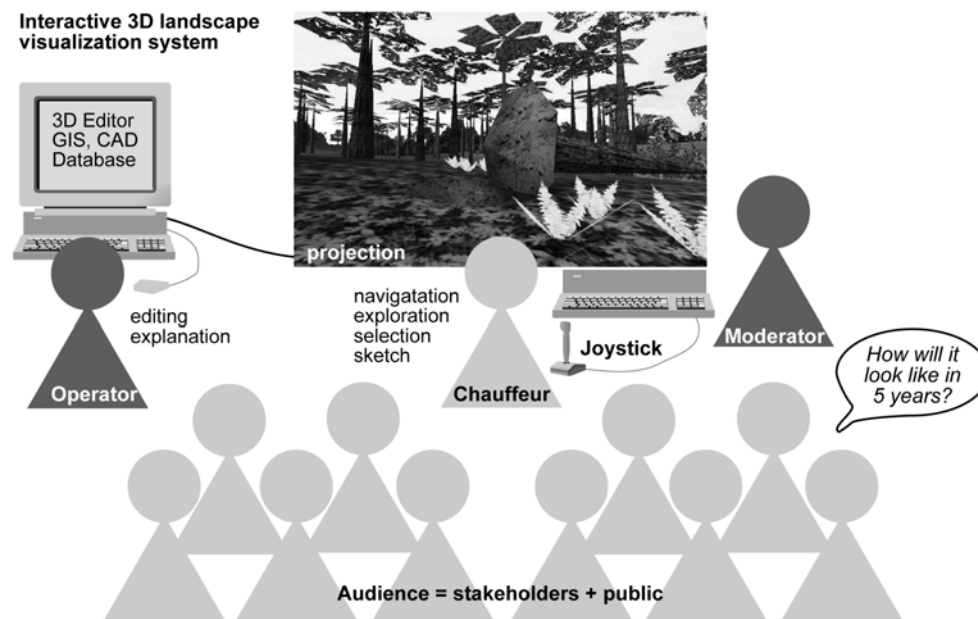 Interactive 3D landscape
visualization system
3D Editor
GIS, CAD
Database
projection
editing
explanation
Operator
navigatation
exploration
selection
sketch
Chauffeur
Joystick
Moderator
How will it
look like in
5 years?
Audience = stakeholders + public